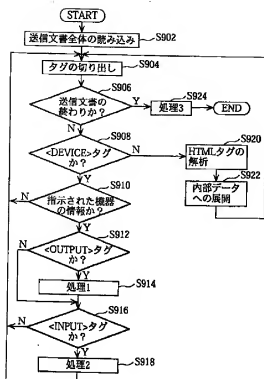 START
S902
送信文書全体の読み込み
S904
タグの切り出し
S906
送信文書の
終わりか?
Y
S924
処理3
END
N
S908
<DEVICE>タグ
か?
N
S920
HTMLタグの
解析
S922
内部データ
への展開
Y
S910
指示された機器
の情報か?
N
Y
S912
<OUTPUT>タグ
か?
N
Y
S914
処理1
S916
<INPUT>タグ
か?
N
Y
S918
処理2